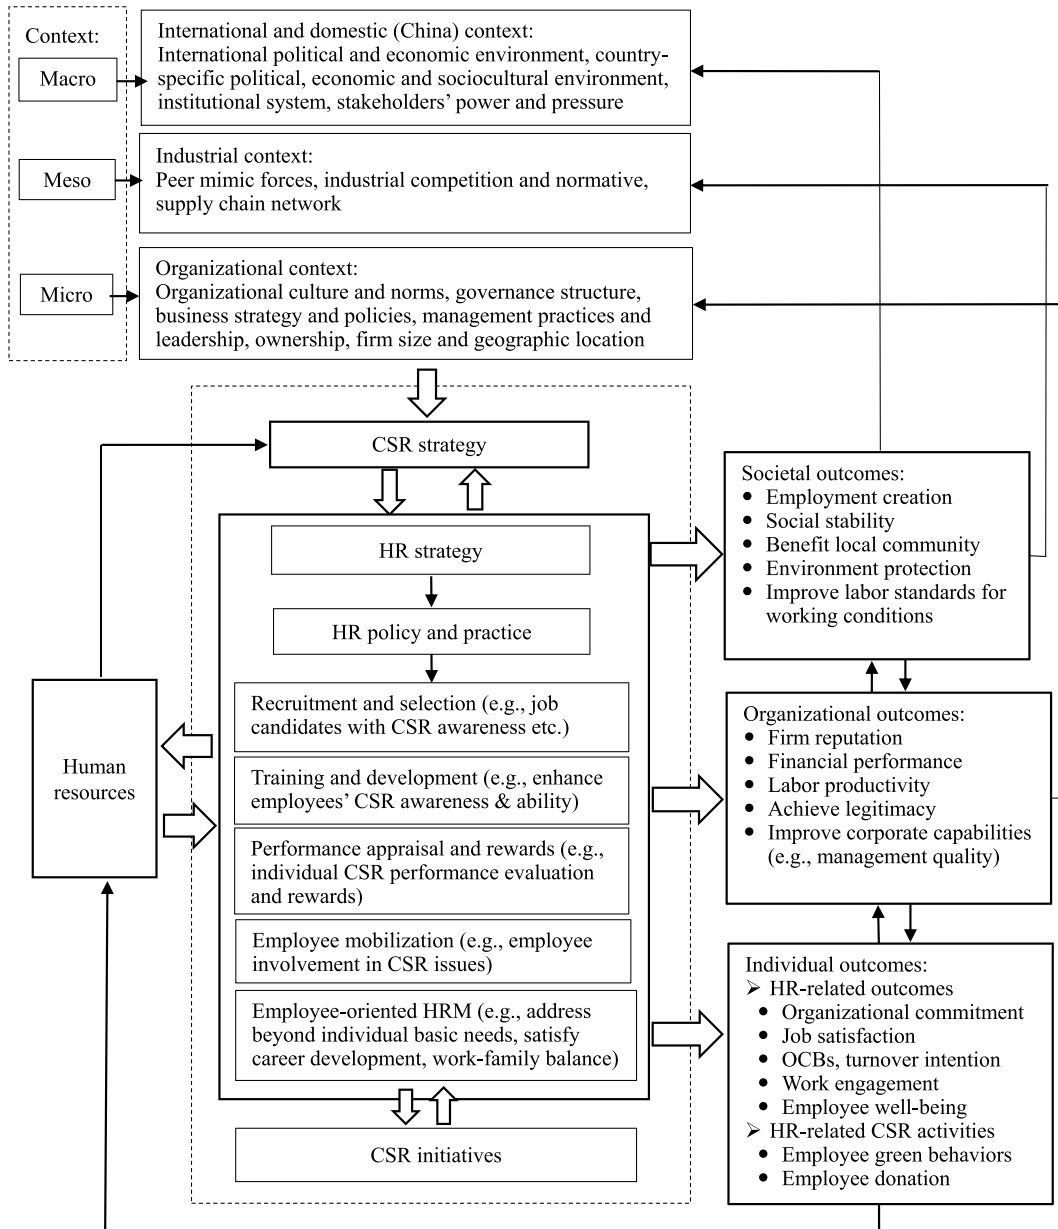 Context:
Macro
International and domestic (China) context:
International political and economic environment, country-
specific political, economic and sociocultural environment,
institutional system, stakeholders’ power and pressure
Meso
Industrial context:
Peer mimic forces, industrial competition and normative,
supply chain network
Micro
Organizational context:
Organizational culture and norms, governance structure,
business strategy and policies, management practices and
leadership, ownership, firm size and geographic location
CSR strategy
HR strategy
HR policy and practice
Recruitment and selection (e.g., job
candidates with CSR awareness etc.)
Training and development (e.g., enhance
employees’ CSR awareness & ability)
Performance appraisal and rewards (e.g.,
individual CSR performance evaluation
and rewards)
Employee mobilization (e.g., employee
involvement in CSR issues)
Employee-oriented HRM (e.g., address
beyond individual basic needs, satisfy
career development, work-family balance)
CSR initiatives
Human
resources
Societal outcomes:
• Employment creation
• Social stability
• Benefit local community
• Environment protection
• Improve labor standards for
working conditions
Organizational outcomes:
• Firm reputation
• Financial performance
• Labor productivity
• Achieve legitimacy
• Improve corporate capabilities
(e.g., management quality)
Individual outcomes:
➢ HR-related outcomes
• Organizational commitment
• Job satisfaction
• OCBs, turnover intention
• Work engagement
• Employee well-being
➢ HR-related CSR activities
• Employee green behaviors
• Employee donation